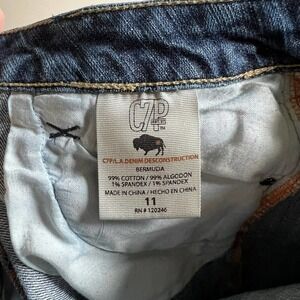 C7P
C7P/L.A.DENIM DESCONSTRUCTION
BERMUDA
99% COTTON / 99% ALGODON
1% SPANDEX / 1% SPANDEX
MADE IN CHINA / HECHO EN CHINA
11
RN # 120246